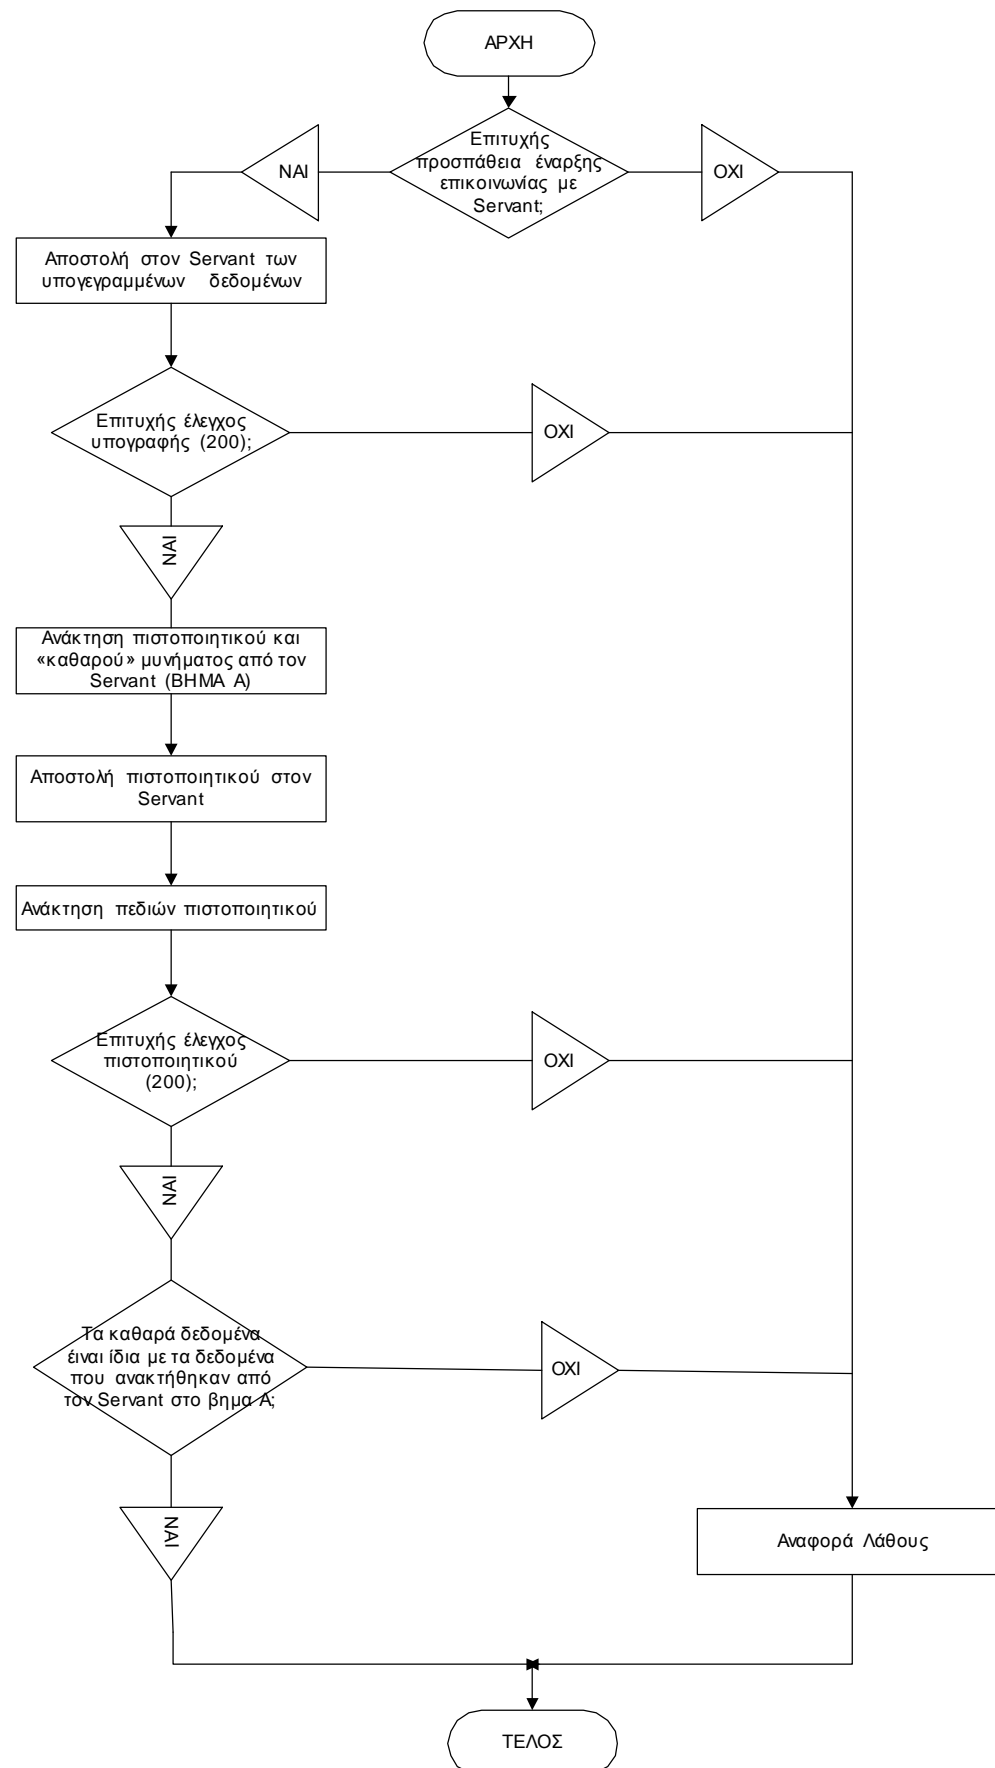 ΑΡΧΗ
Επιτυχής
προσπάθεια έναρξης
επικοινωνίας με
Servant;
ΝΑΙ
ΟΧΙ
Αποστολή στον Servant των
υπογεγραμμένων δεδομένων
Επιτυχής έλεγχος
υπογραφής (200);
ΟΧΙ
ΝΑΙ
Ανάκτηση πιστοποιητικού και
«καθαρού» μυνήματος από τον
Servant (ΒΗΜΑ Α)
Αποστολή πιστοποιητικού στον
Servant
Ανάκτηση πεδιών πιστοποιητικού
Επιτυχής έλεγχος
πιστοποιητικού
(200);
ΟΧΙ
ΝΑΙ
Τα καθαρά δεδομένα
έιναι ίδια με τα δεδομένα
που ανακτήθηκαν από
τον Servant στο βημα Α;
ΟΧΙ
ΝΑΙ
Αναφορά Λάθους
ΤΕΛΟΣ